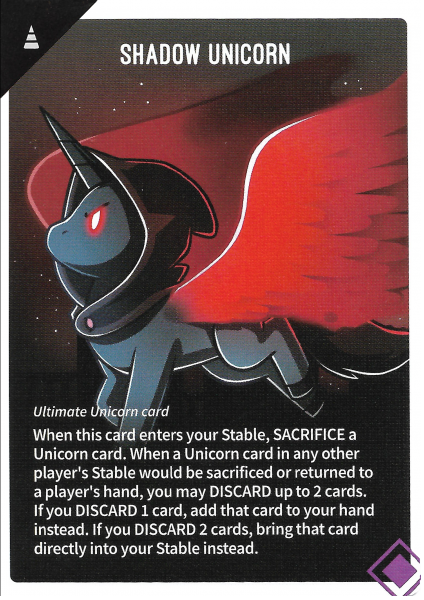 SHADOW UNICORN
Ultimate Unicorn card
When this card enters your Stable, SACRIFICE a
Unicorn card. When a Unicorn card in any other
player's Stable would be sacrificed or returned to
a player's hand, you may DISCARD up to 2 cards.
If you DISCARD 1 card, add that card to your hand
instead. If you DISCARD 2 cards, bring that card
directly into your Stable instead.